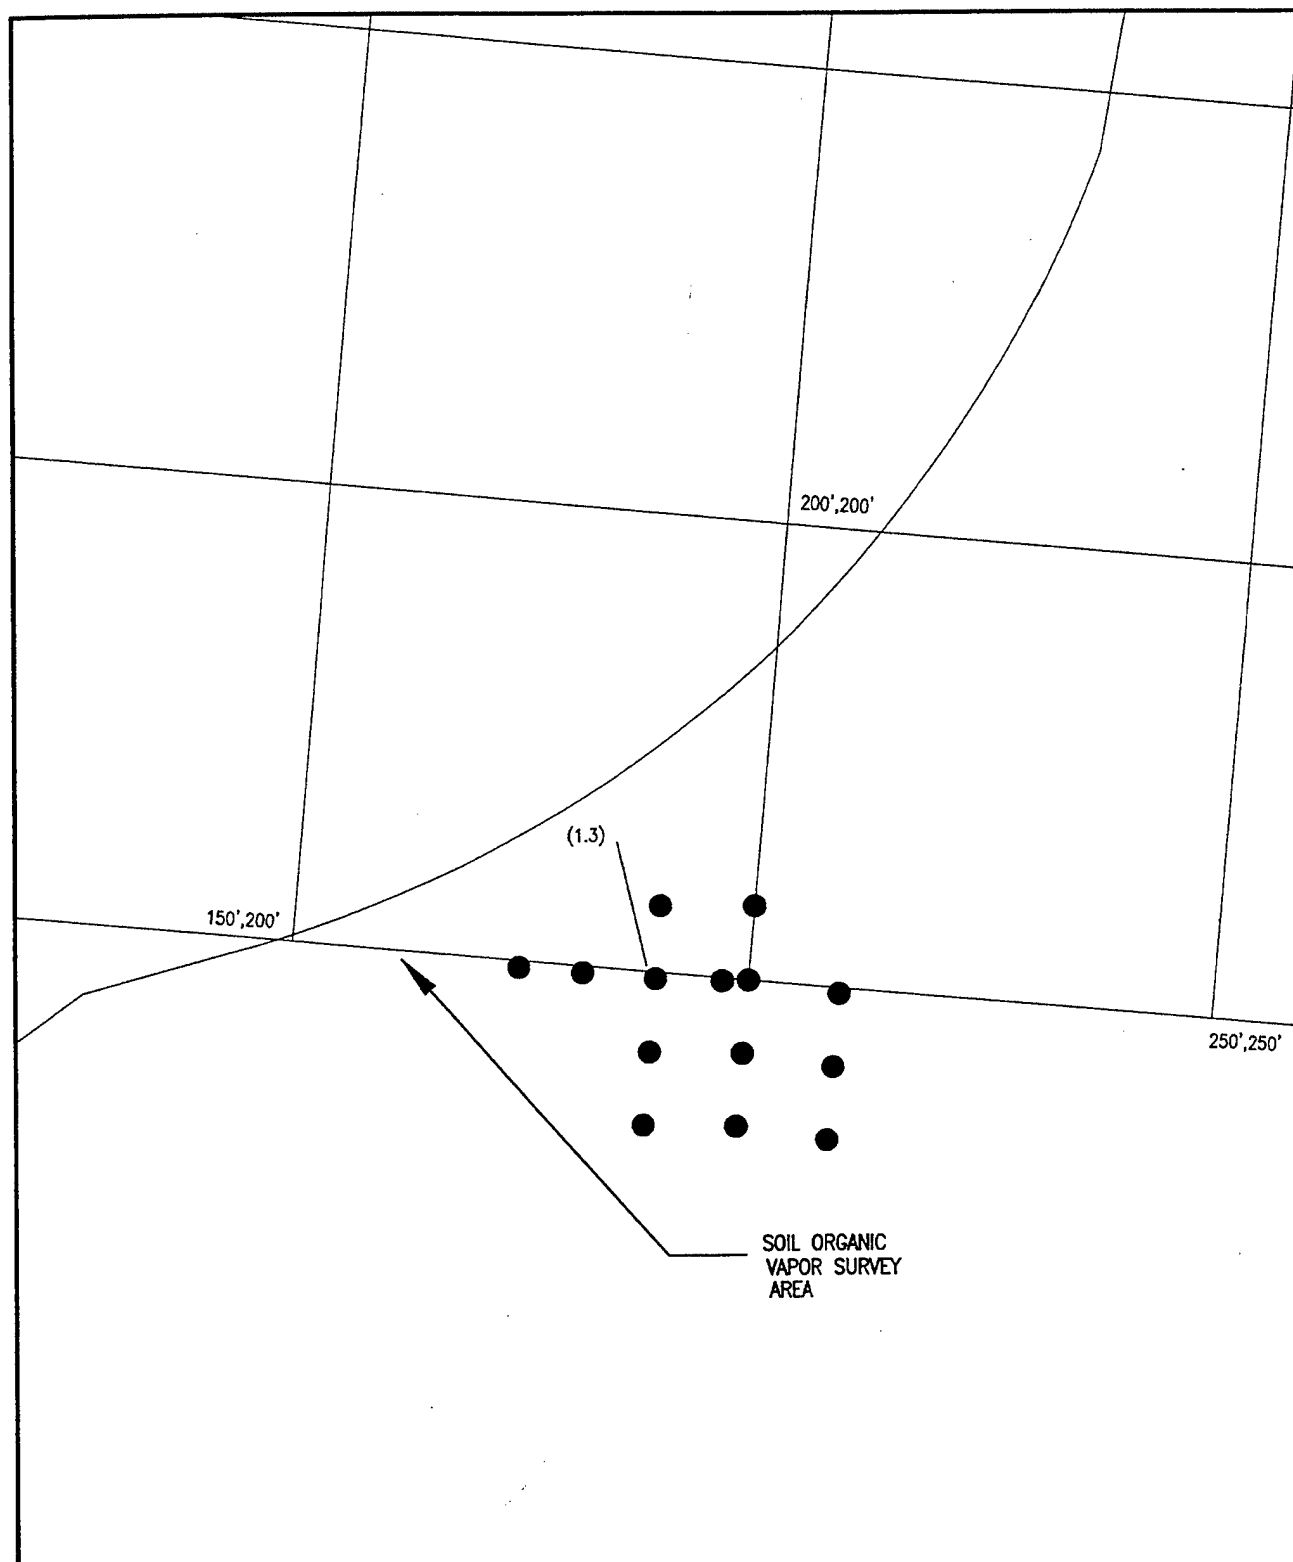 200',200'
(1.3)
150',200'
250',250'
SOIL ORGANIC
VAPOR SURVEY
AREA